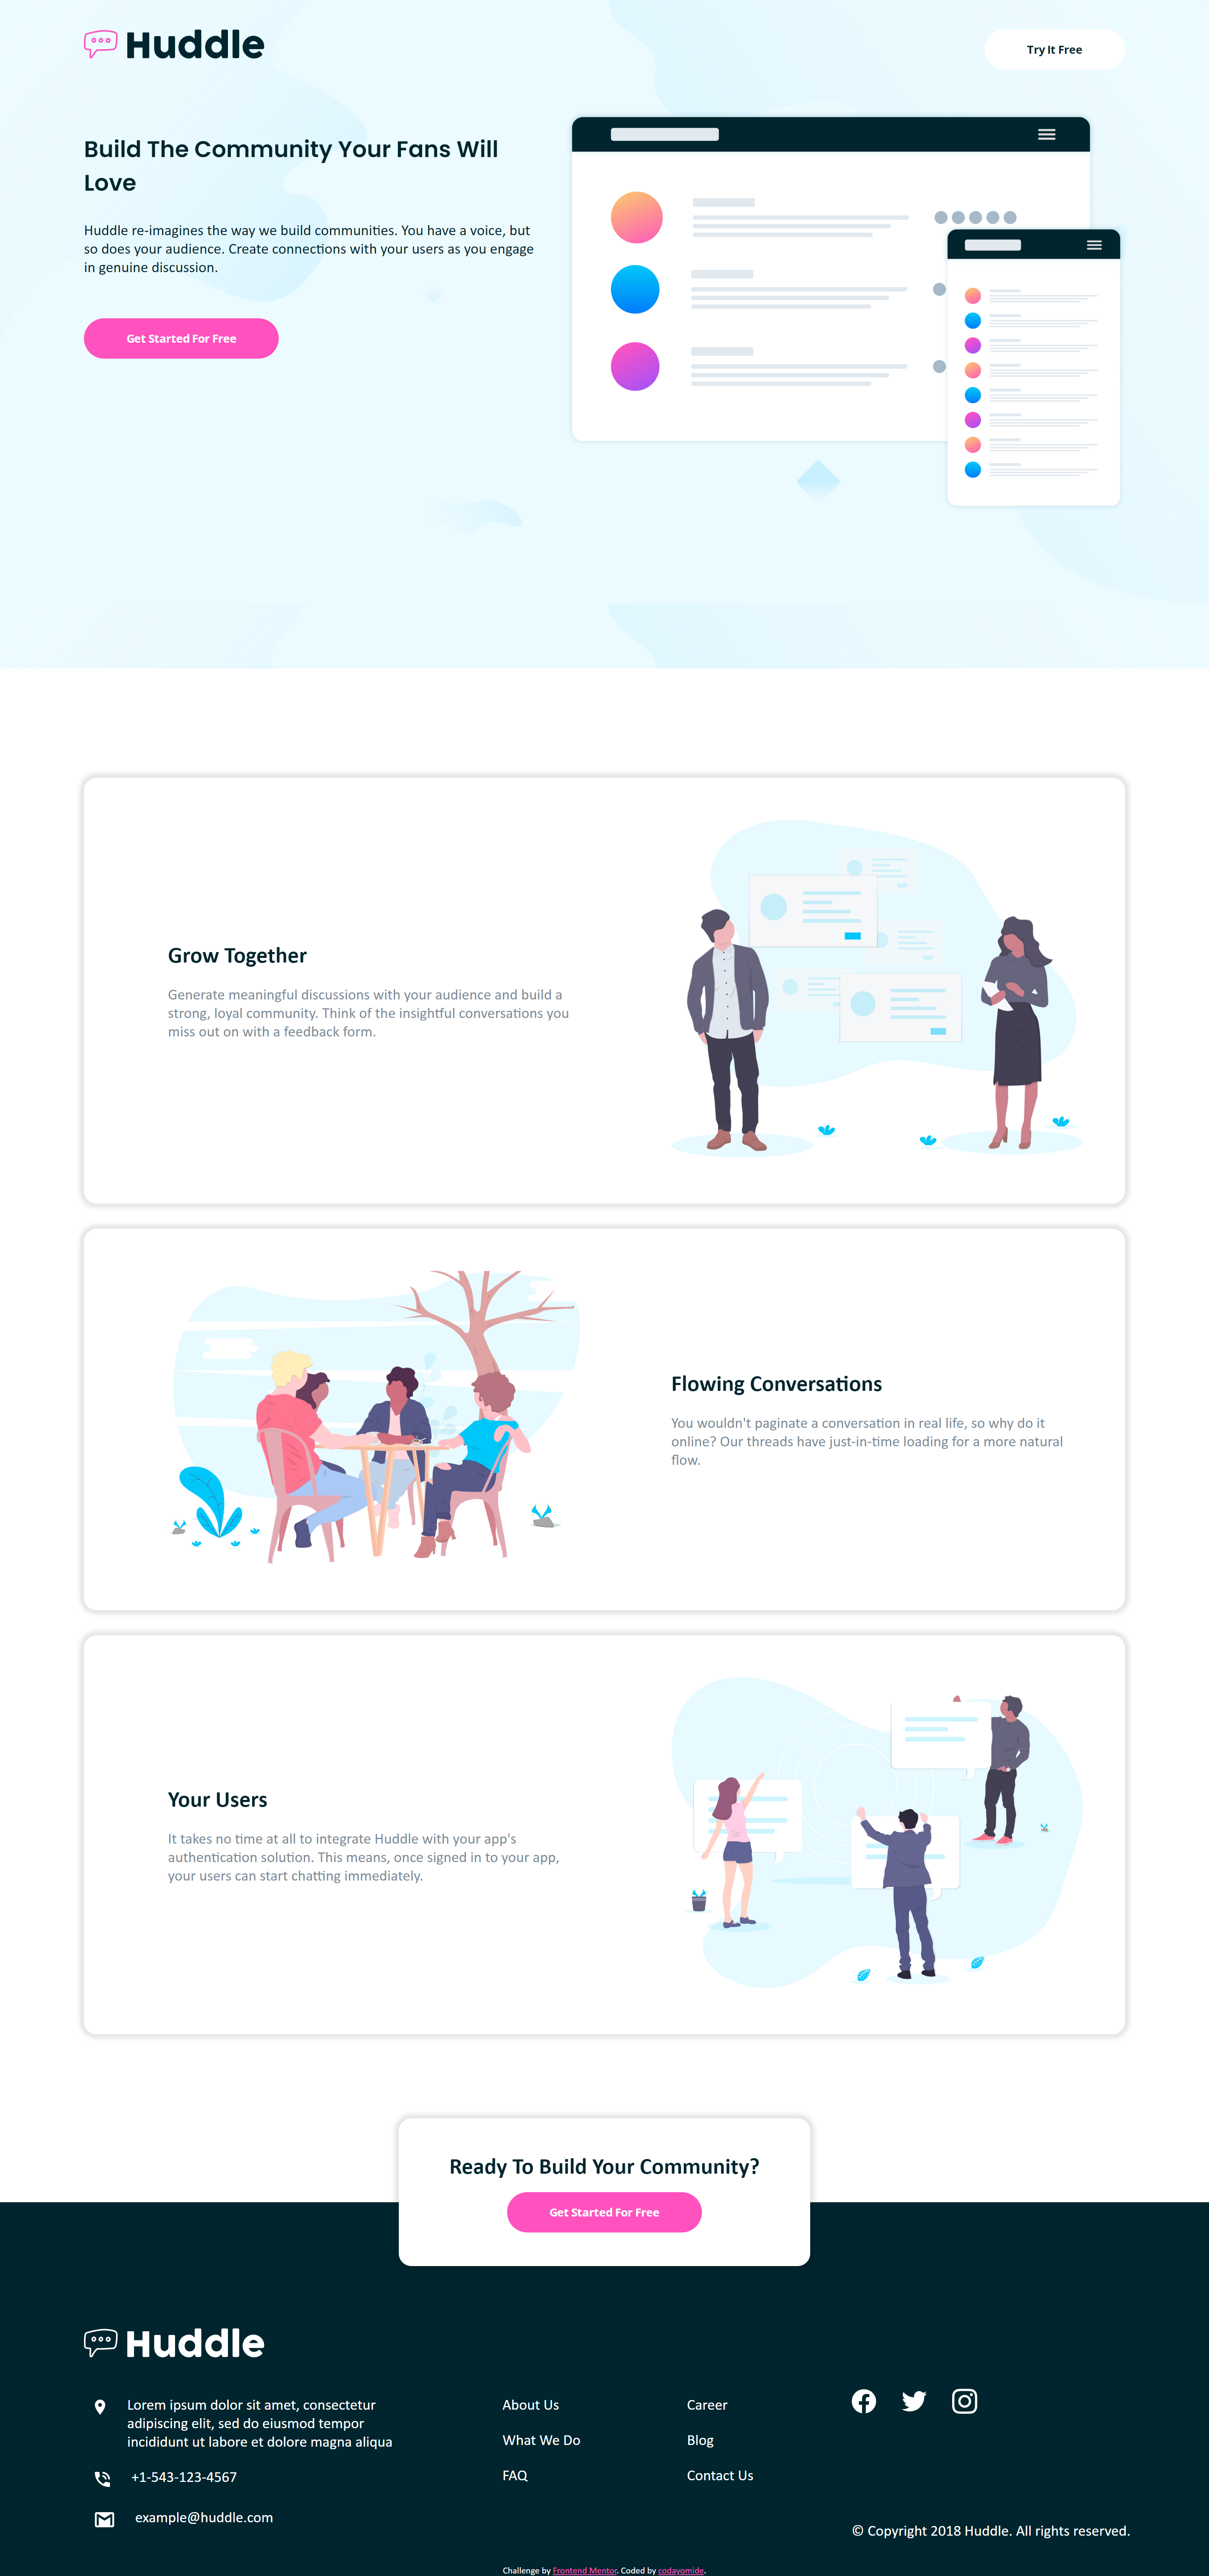 Huddle
Try It Free
Build The Community Your Fans Will
Love
Huddle re-imagines the way we build communities. You have a voice, but
so does your audience. Create connections with your users as you engage
in genuine discussion.
Get Started For Free
Grow Together
Generate meaningful discussions with your audience and build a
strong, loyal community. Think of the insightful conversations you
miss out on with a feedback form.
Flowing Conversations
You wouldn't paginate a conversation in real life, so why do it
online? Our threads have just-in-time loading for a more natural
flow.
Your Users
It takes no time at all to integrate Huddle with your app's
authentication solution. This means, once signed in to your app,
your users can start chatting immediately.
Ready To Build Your Community?
Get Started For Free
Huddle
Lorem ipsum dolor sit amet, consectetur
adipiscing elit, sed do eiusmod tempor
incididunt ut labore et dolore magna aliqua
+1-543-123-4567
example@huddle.com
About Us
What We Do
FAQ
Career
Blog
Contact Us
© Copyright 2018 Huddle. All rights reserved.
Challenge by Frontend Mentor. Coded by codayomide.